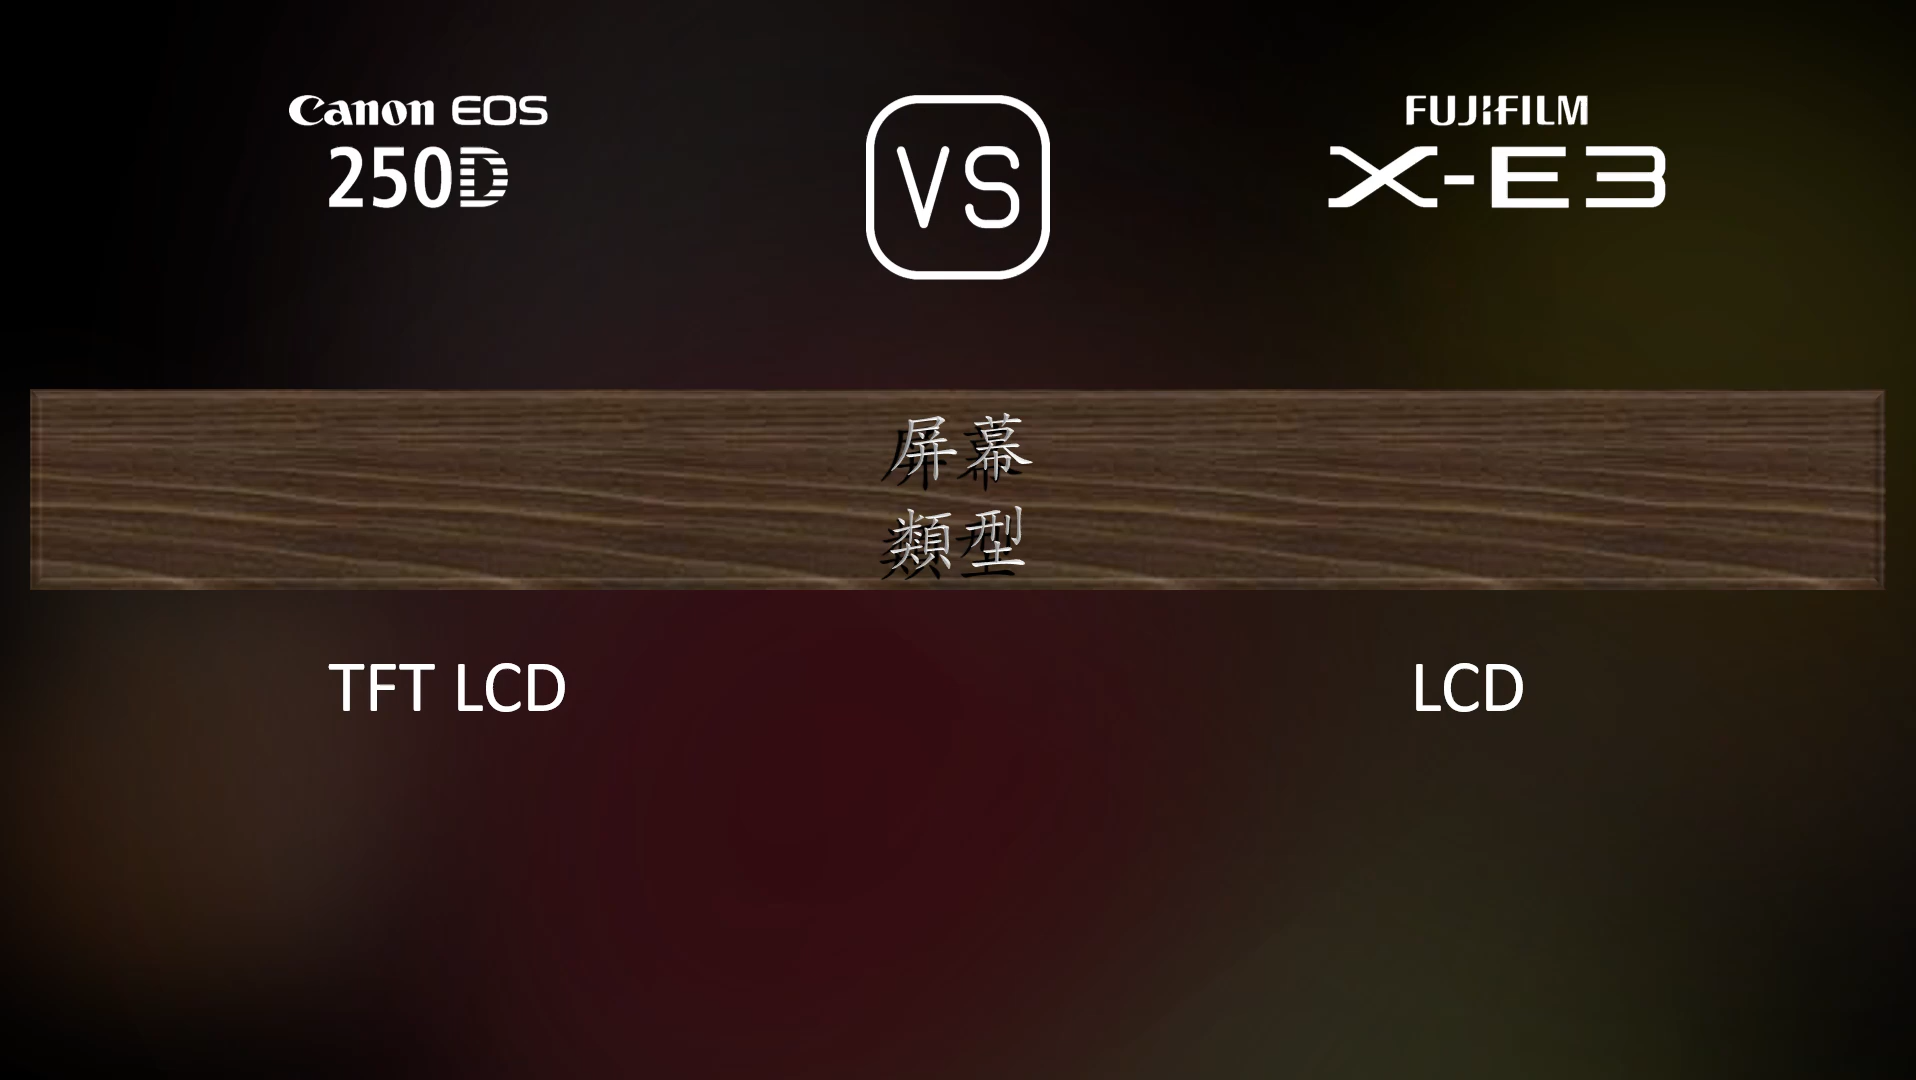 Canon EOS
250D
VS
FUJIFILM
X-E3
屏幕
類型
TFT LCD
LCD